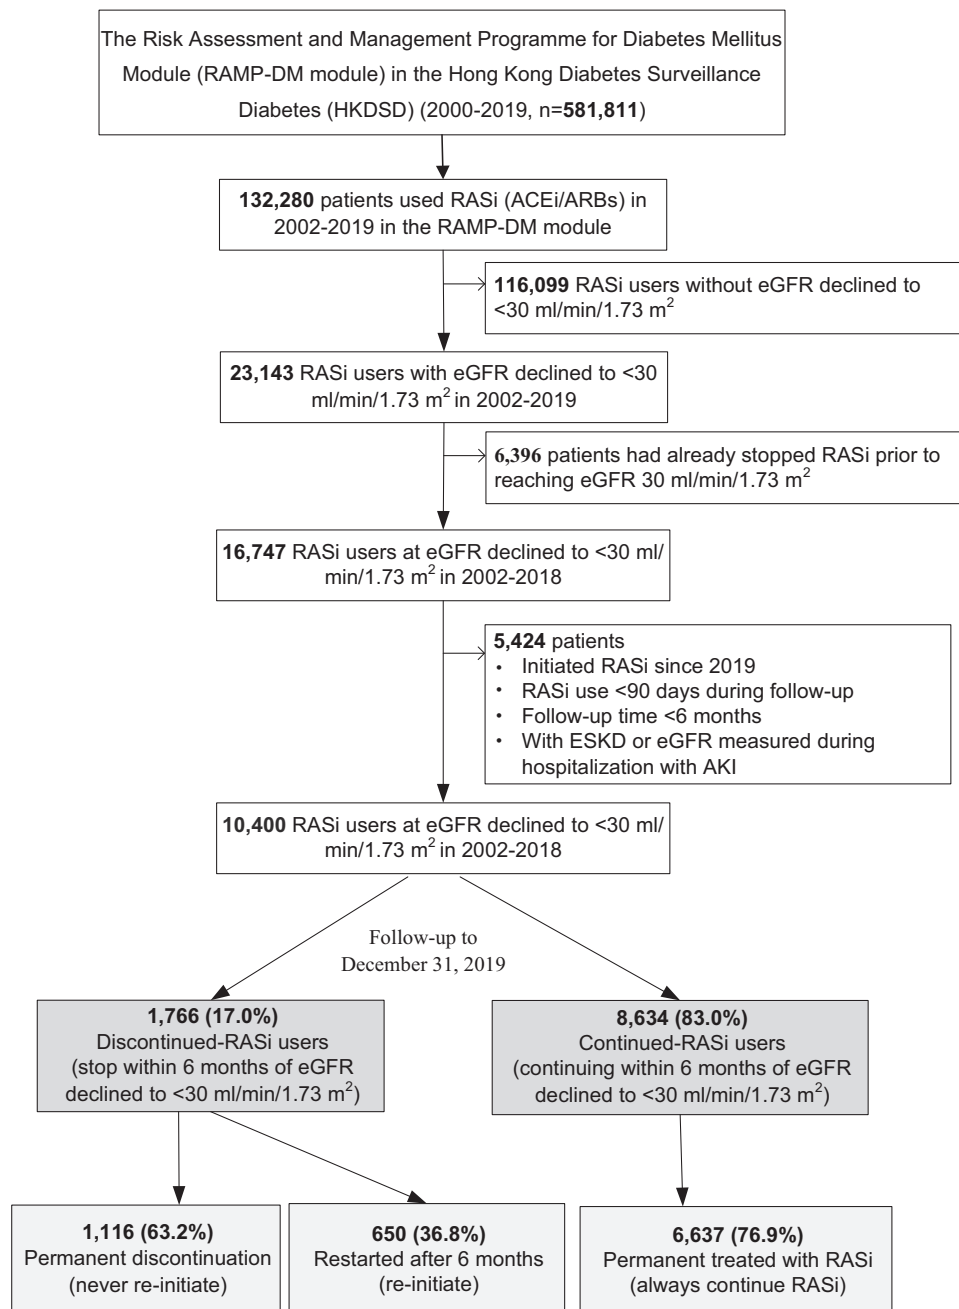 The Risk Assessment and Management Programme for Diabetes Mellitus
Module (RAMP-DM module) in the Hong Kong Diabetes Surveillance
Diabetes (HKDSD) (2000-2019, n=581,811)
132,280 patients used RASi (ACEi/ARBs) in
2002-2019 in the RAMP-DM module
116,099 RASi users without eGFR declined to
<30 ml/min/1.73 m²
23,143 RASi users with eGFR declined to <30
ml/min/1.73 m² in 2002-2019
6,396 patients had already stopped RASi prior to
reaching eGFR 30 ml/min/1.73 m²
16,747 RASi users at eGFR declined to <30 ml/
min/1.73 m² in 2002-2018
5,424 patients
• Initiated RASi since 2019
• RASi use <90 days during follow-up
• Follow-up time <6 months
• With ESKD or eGFR measured during
hospitalization with AKI
10,400 RASi users at eGFR declined to <30 ml/
min/1.73 m² in 2002-2018
Follow-up to
December 31, 2019
1,766 (17.0%)
Discontinued-RASi users
(stop within 6 months of eGFR
declined to <30 ml/min/1.73 m²)
8,634 (83.0%)
Continued-RASi users
(continuing within 6 months of eGFR
declined to <30 ml/min/1.73 m²)
1,116 (63.2%)
Permanent discontinuation
(never re-initiate)
650 (36.8%)
Restarted after 6 months
(re-initiate)
6,637 (76.9%)
Permanent treated with RASi
(always continue RASi)